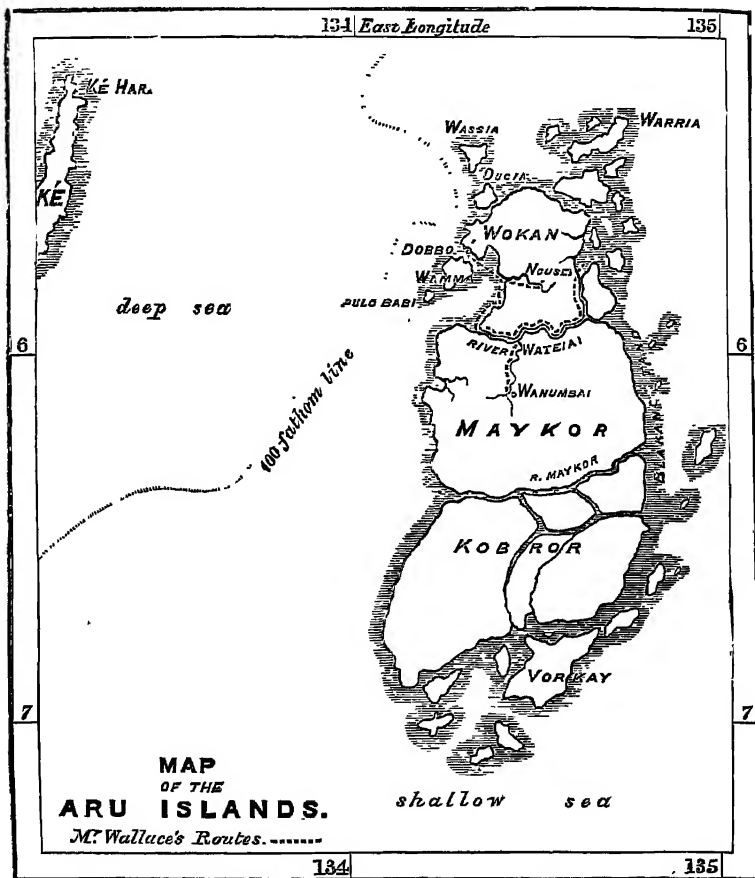 134 East Longitude 135
KÉ HAR.
WARRIA
WASSIA
DUCIA
KÉ
WOKAN
DOBBO
NOUSE
WAMMA
deep sea
PULO BABI
RIVER WATELAI
6 6
100 fathom line
WANUMBAI
MAYKOR
BLAKANG
R. MAYKOR
KOBROR
VORKAY
7 7
MAP
OF THE
ARU ISLANDS.
shallow sea
Mr. Wallace's Routes.
134 135